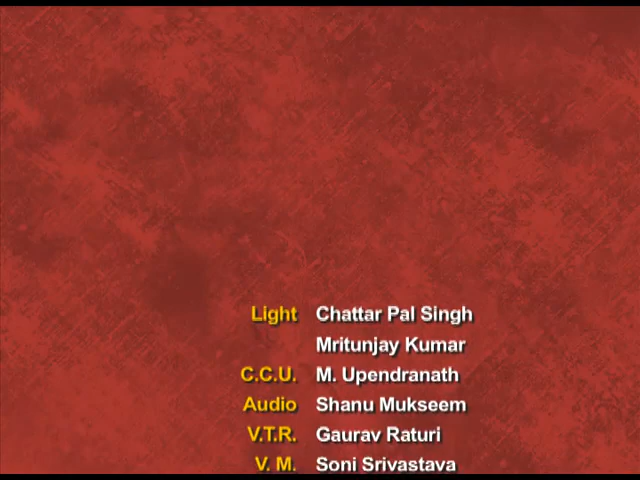 Light Chattar Pal Singh
Mritunjay Kumar
C.C.U. M. Upendranath
Audio Shanu Mukseem
V.T.R. Gaurav Raturi
V. M. Soni Srivastava